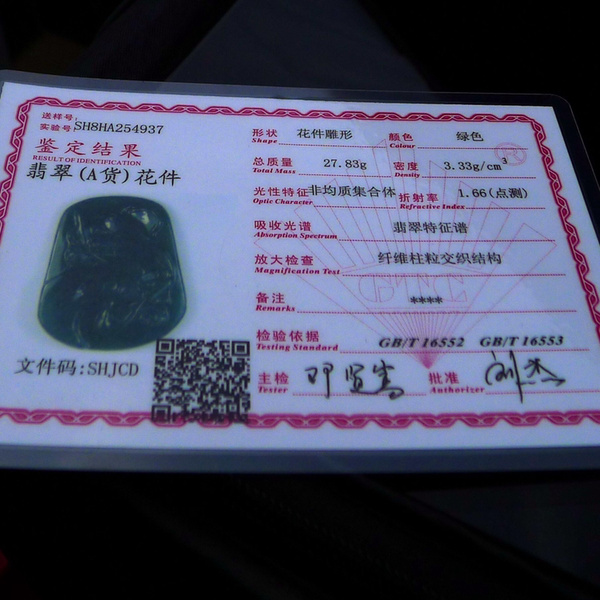 送样号:
实验号 SH8HA254937
鉴定结果
RESULT OF IDENTIFICATION
翡翠(A货)花件
文件码:SHJCD
形状 花件雕形 颜色 绿色
Shape Colour
总质量 27.83g 密度 3.33g/cm³
Total Mass Density
光性特征 非均质集合体 折射率 1.66(点测)
Optic Character Refractive Index
吸收光谱 翡翠特征谱
Absorption Spectrum
放大检查 纤维柱粒交织结构
Magnification Test
备注 ****
Remarks
检验依据 GB/T 16552 GB/T 16553
Testing Standard
主检 批准 刘杰
Tester Authorizer